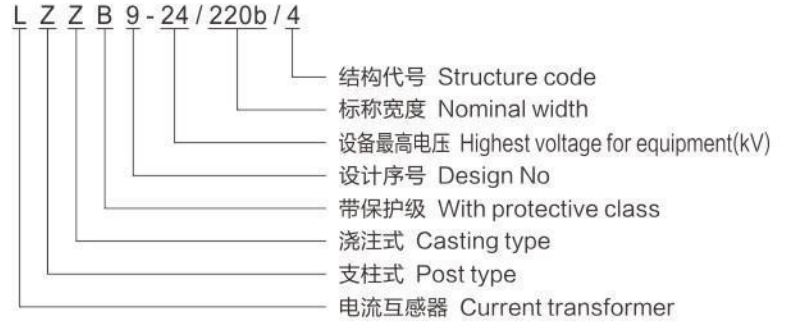 L Z Z B 9 - 24 / 220b / 4
结构代号 Structure code
标称宽度 Nominal width
设备最高电压 Highest voltage for equipment(kV)
设计序号 Design No
带保护级 With protective class
浇注式 Casting type
支柱式 Post type
电流互感器 Current transformer